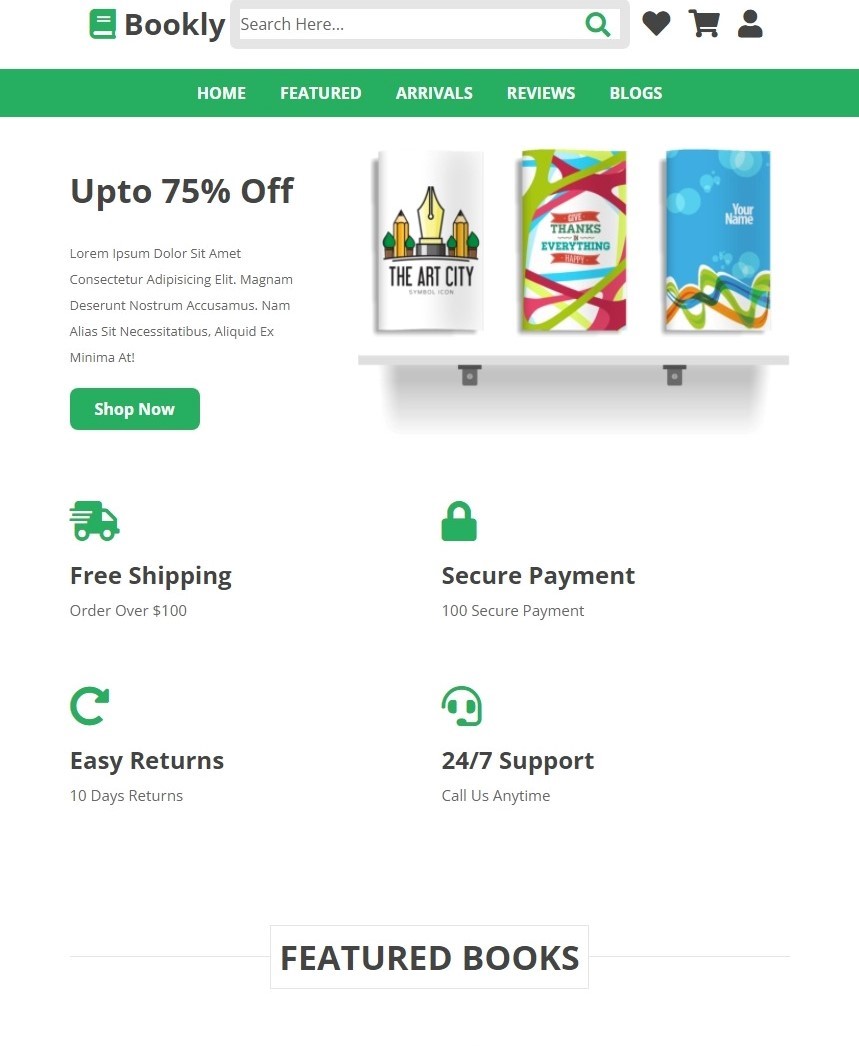 Bookly
Search Here...
HOME FEATURED ARRIVALS REVIEWS BLOGS
Upto 75% Off
Lorem Ipsum Dolor Sit Amet
Consectetur Adipisicing Elit. Magnam
Deserunt Nostrum Accusamus. Nam
Alias Sit Necessitatibus, Aliquid Ex
Minima At!
Shop Now
THE ART CITY
SYMBOL ICON
GIVE
THANKS
IN
EVERYTHING
HAPPY
Your
Name
Free Shipping
Order Over $100
Secure Payment
100 Secure Payment
Easy Returns
10 Days Returns
24/7 Support
Call Us Anytime
FEATURED BOOKS